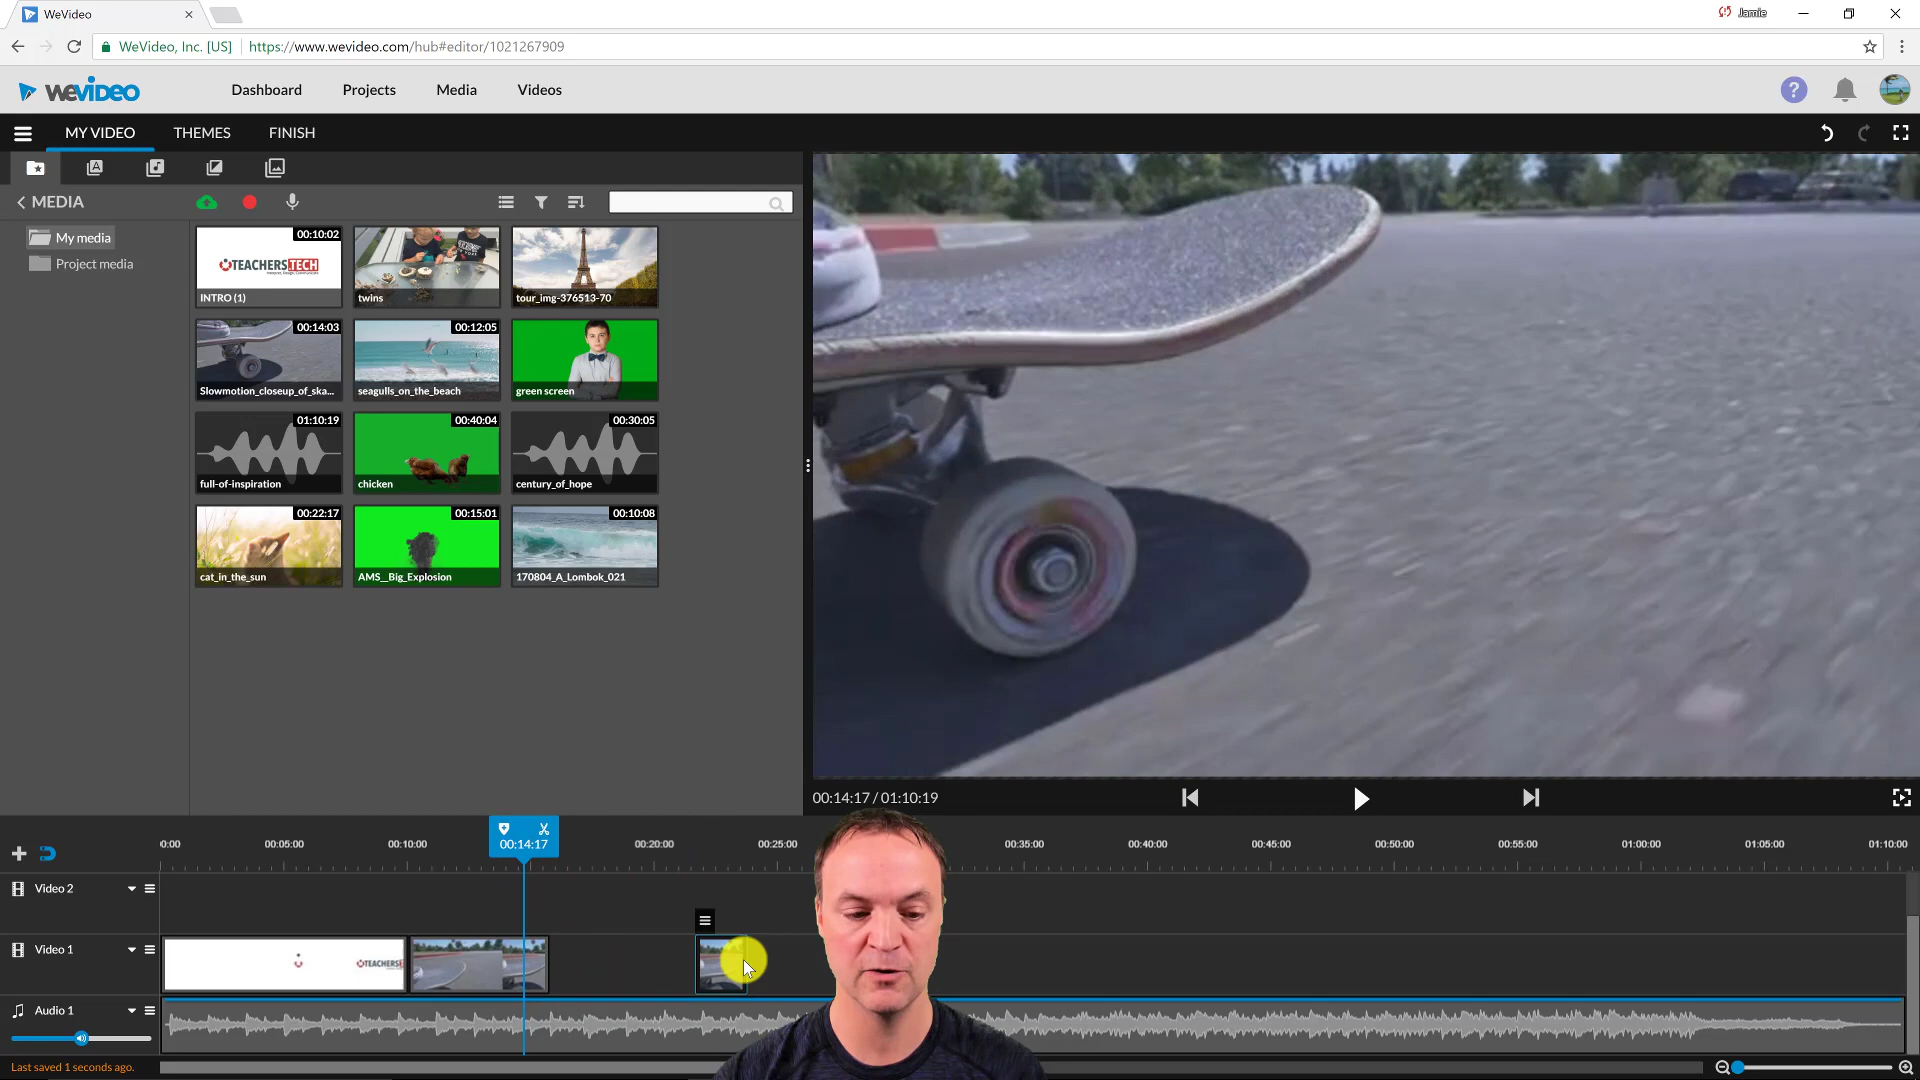 WeVideo
Jamie
WeVideo, Inc. [US]
https://www.wevideo.com/hub#editor/1021267909
WEVIDEO
Dashboard
Projects
Media
Videos
?
MY VIDEO
THEMES
FINISH
MEDIA
My media
Project media
00:10:02
TEACHERS TECH
INTRO (1)
twins
tour_img-376513-70
00:14:03
Slowmotion_closeup_of_ska...
00:12:05
seagulls_on_the_beach
green screen
01:10:19
full-of-inspiration
00:40:04
chicken
00:30:05
century_of_hope
00:22:17
cat_in_the_sun
00:15:01
AMS__Big_Explosion
00:10:08
170804_A_Lombok_021
00:14:17 / 01:10:19
00:14:17
0:00
00:05:00
00:10:00
00:20:00
00:25:00
00:35:00
00:40:00
00:45:00
00:50:00
00:55:00
01:00:00
01:05:00
01:10:00
Video 2
Video 1
TEACHERS
Audio 1
Last saved 1 seconds ago.